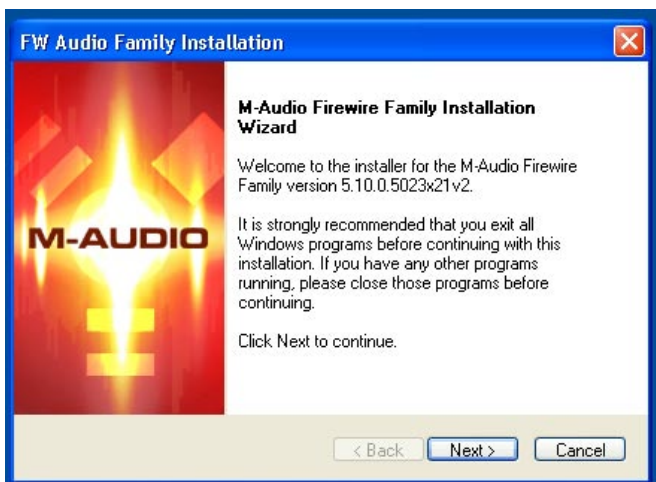 FW Audio Family Installation
M-Audio Firewire Family Installation
Wizard
Welcome to the installer for the M-Audio Firewire
Family version 5.10.0.5023x21v2.
It is strongly recommended that you exit all
Windows programs before continuing with this
installation. If you have any other programs
running, please close those programs before
continuing.
Click Next to continue.
M-AUDIO
< Back Next > Cancel